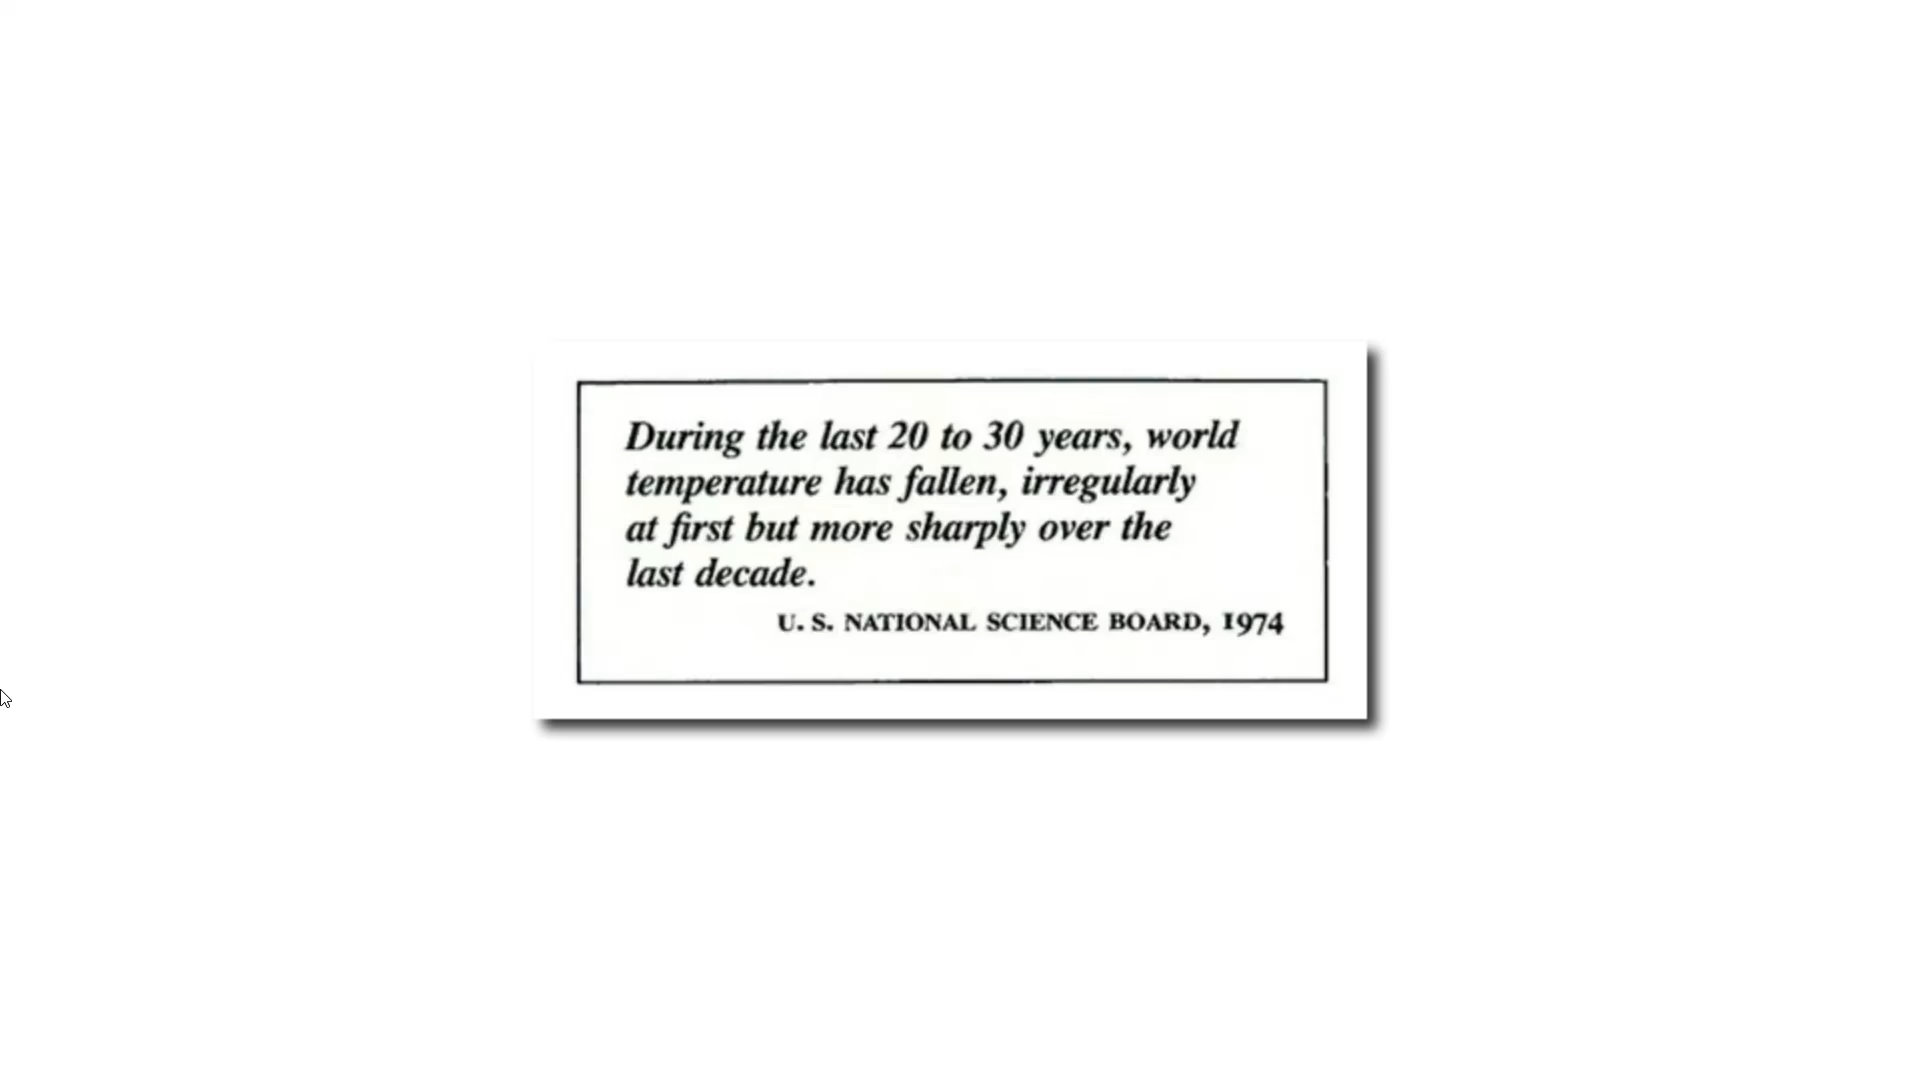 During the last 20 to 30 years, world
temperature has fallen, irregularly
at first but more sharply over the
last decade.
U. S. NATIONAL SCIENCE BOARD, 1974